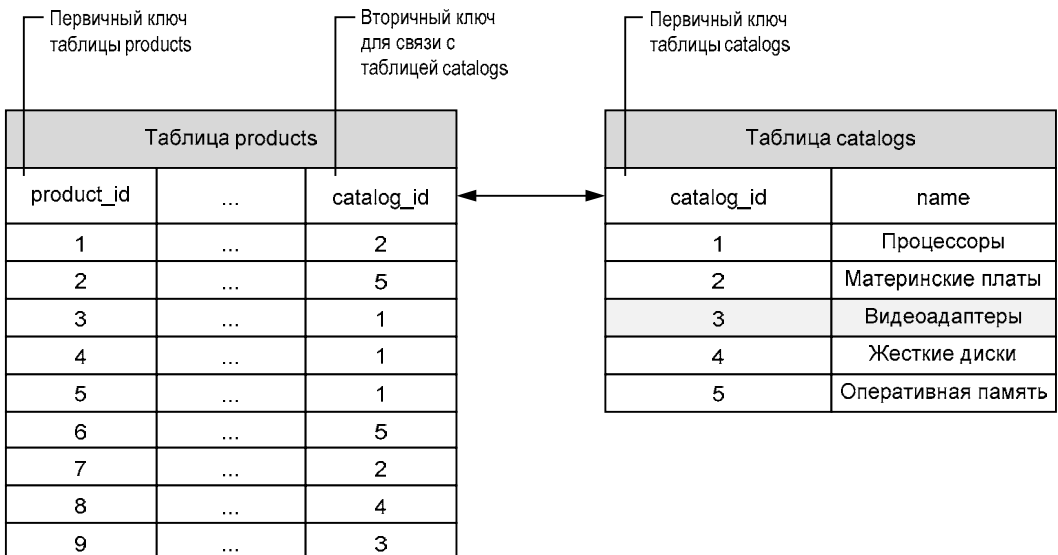 Первичный ключ
таблицы products
Вторичный ключ
для связи с
таблицей catalogs
Первичный ключ
таблицы catalogs
Таблица products
product_id ... catalog_id
1 ... 2
2 ... 5
3 ... 1
4 ... 1
5 ... 1
6 ... 5
7 ... 2
8 ... 4
9 ... 3
Таблица catalogs
catalog_id name
1 Процессоры
2 Материнские платы
3 Видеоадаптеры
4 Жесткие диски
5 Оперативная память